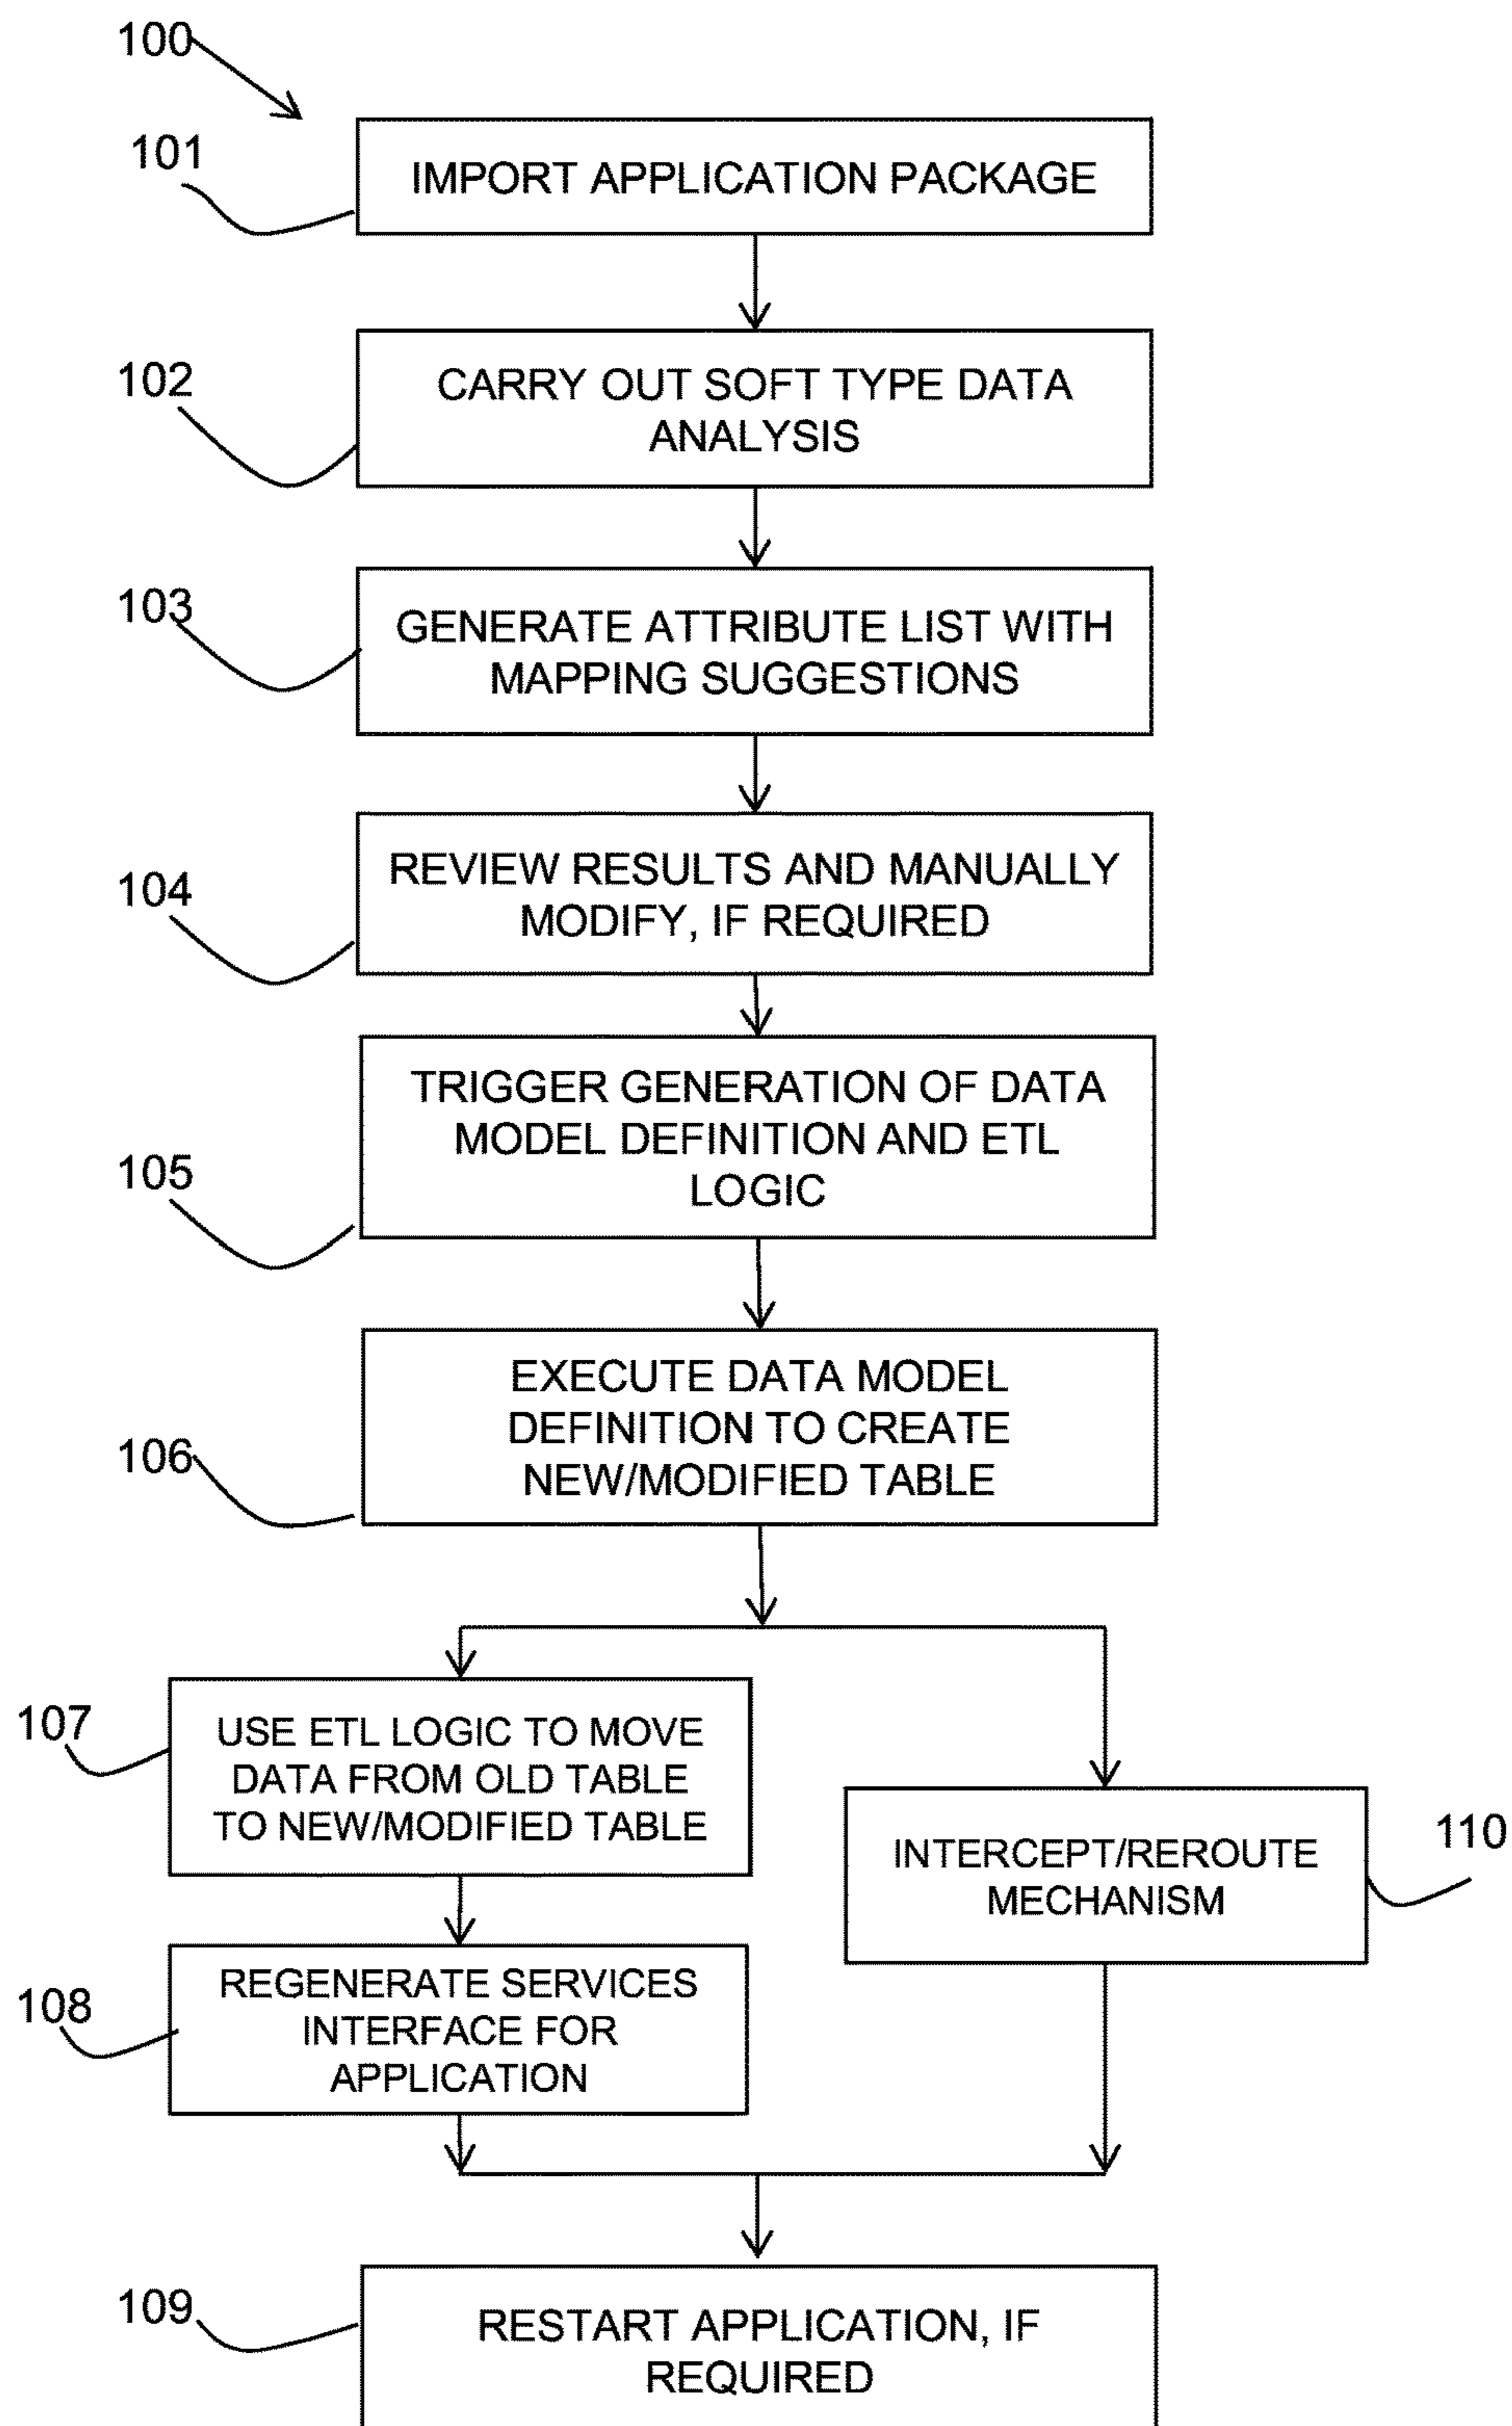 100
101
IMPORT APPLICATION PACKAGE
102
CARRY OUT SOFT TYPE DATA
ANALYSIS
103
GENERATE ATTRIBUTE LIST WITH
MAPPING SUGGESTIONS
104
REVIEW RESULTS AND MANUALLY
MODIFY, IF REQUIRED
105
TRIGGER GENERATION OF DATA
MODEL DEFINITION AND ETL
LOGIC
106
EXECUTE DATA MODEL
DEFINITION TO CREATE
NEW/MODIFIED TABLE
107
USE ETL LOGIC TO MOVE
DATA FROM OLD TABLE
TO NEW/MODIFIED TABLE
110
INTERCEPT/REROUTE
MECHANISM
108
REGENERATE SERVICES
INTERFACE FOR
APPLICATION
109
RESTART APPLICATION, IF
REQUIRED